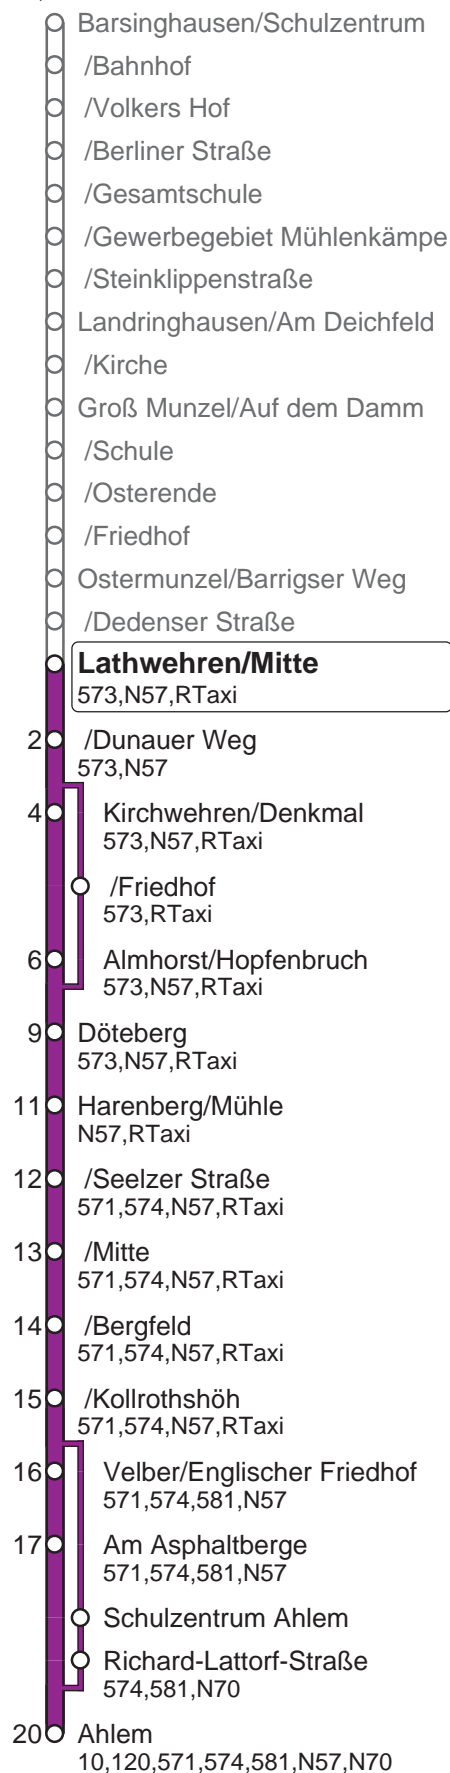 Barsinghausen/Schulzentrum
/Bahnhof
/Volkers Hof
/Berliner Straße
/Gesamtschule
/Gewerbegebiet Mühlenkämpe
/Steinklippenstraße
Landringhausen/Am Deichfeld
/Kirche
Groß Munzel/Auf dem Damm
/Schule
/Osterende
/Friedhof
Ostermunzel/Barrigser Weg
/Dedenser Straße
Lathwehren/Mitte
573,N57,RTaxi
2 /Dunauer Weg
573,N57
4 Kirchwehren/Denkmal
573,N57,RTaxi
/Friedhof
573,RTaxi
6 Almhorst/Hopfenbruch
573,N57,RTaxi
9 Döteberg
573,N57,RTaxi
11 Harenberg/Mühle
N57,RTaxi
12 /Seelzer Straße
571,574,N57,RTaxi
13 /Mitte
571,574,N57,RTaxi
14 /Bergfeld
571,574,N57,RTaxi
15 /Kollrothshöh
571,574,N57,RTaxi
16 Velber/Englischer Friedhof
571,574,581,N57
17 Am Asphaltberge
571,574,581,N57
Schulzentrum Ahlem
Richard-Lattorf-Straße
574,581,N70
20 Ahlem
10,120,571,574,581,N57,N70